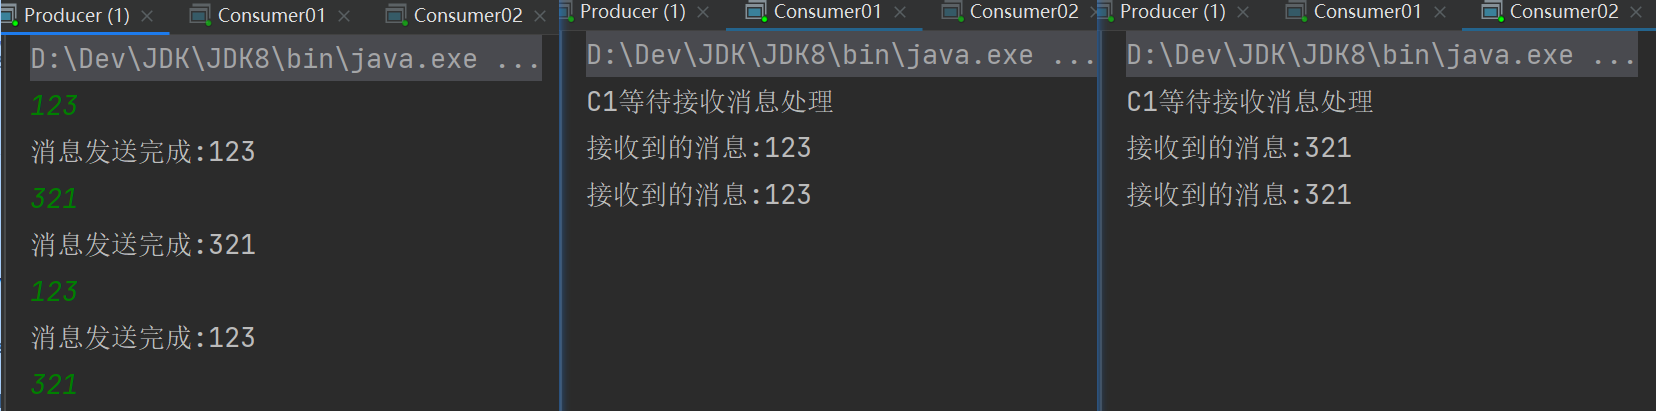 Producer (1) × Consumer01 × Consumer02 ×
D:\Dev\JDK\JDK8\bin\java.exe ...
123
消息发送完成:123
321
消息发送完成:321
123
消息发送完成:123
321
Producer (1) × Consumer01 × Consumer02 ×
D:\Dev\JDK\JDK8\bin\java.exe ...
C1等待接收消息处理
接收到的消息:123
接收到的消息:123
Producer (1) × Consumer01 × Consumer02 ×
D:\Dev\JDK\JDK8\bin\java.exe ...
C1等待接收消息处理
接收到的消息:321
接收到的消息:321